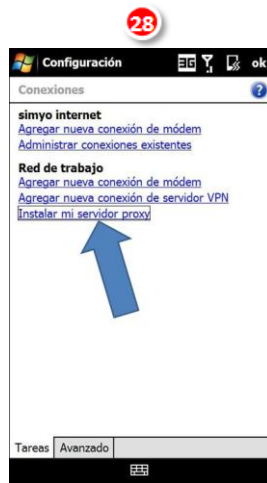 28
Configuración
3G
ok
Conexiones
?
simyo internet
Agregar nueva conexión de módem
Administrar conexiones existentes
Red de trabajo
Agregar nueva conexión de módem
Agregar nueva conexión de servidor VPN
Instalar mi servidor proxy
Tareas Avanzado